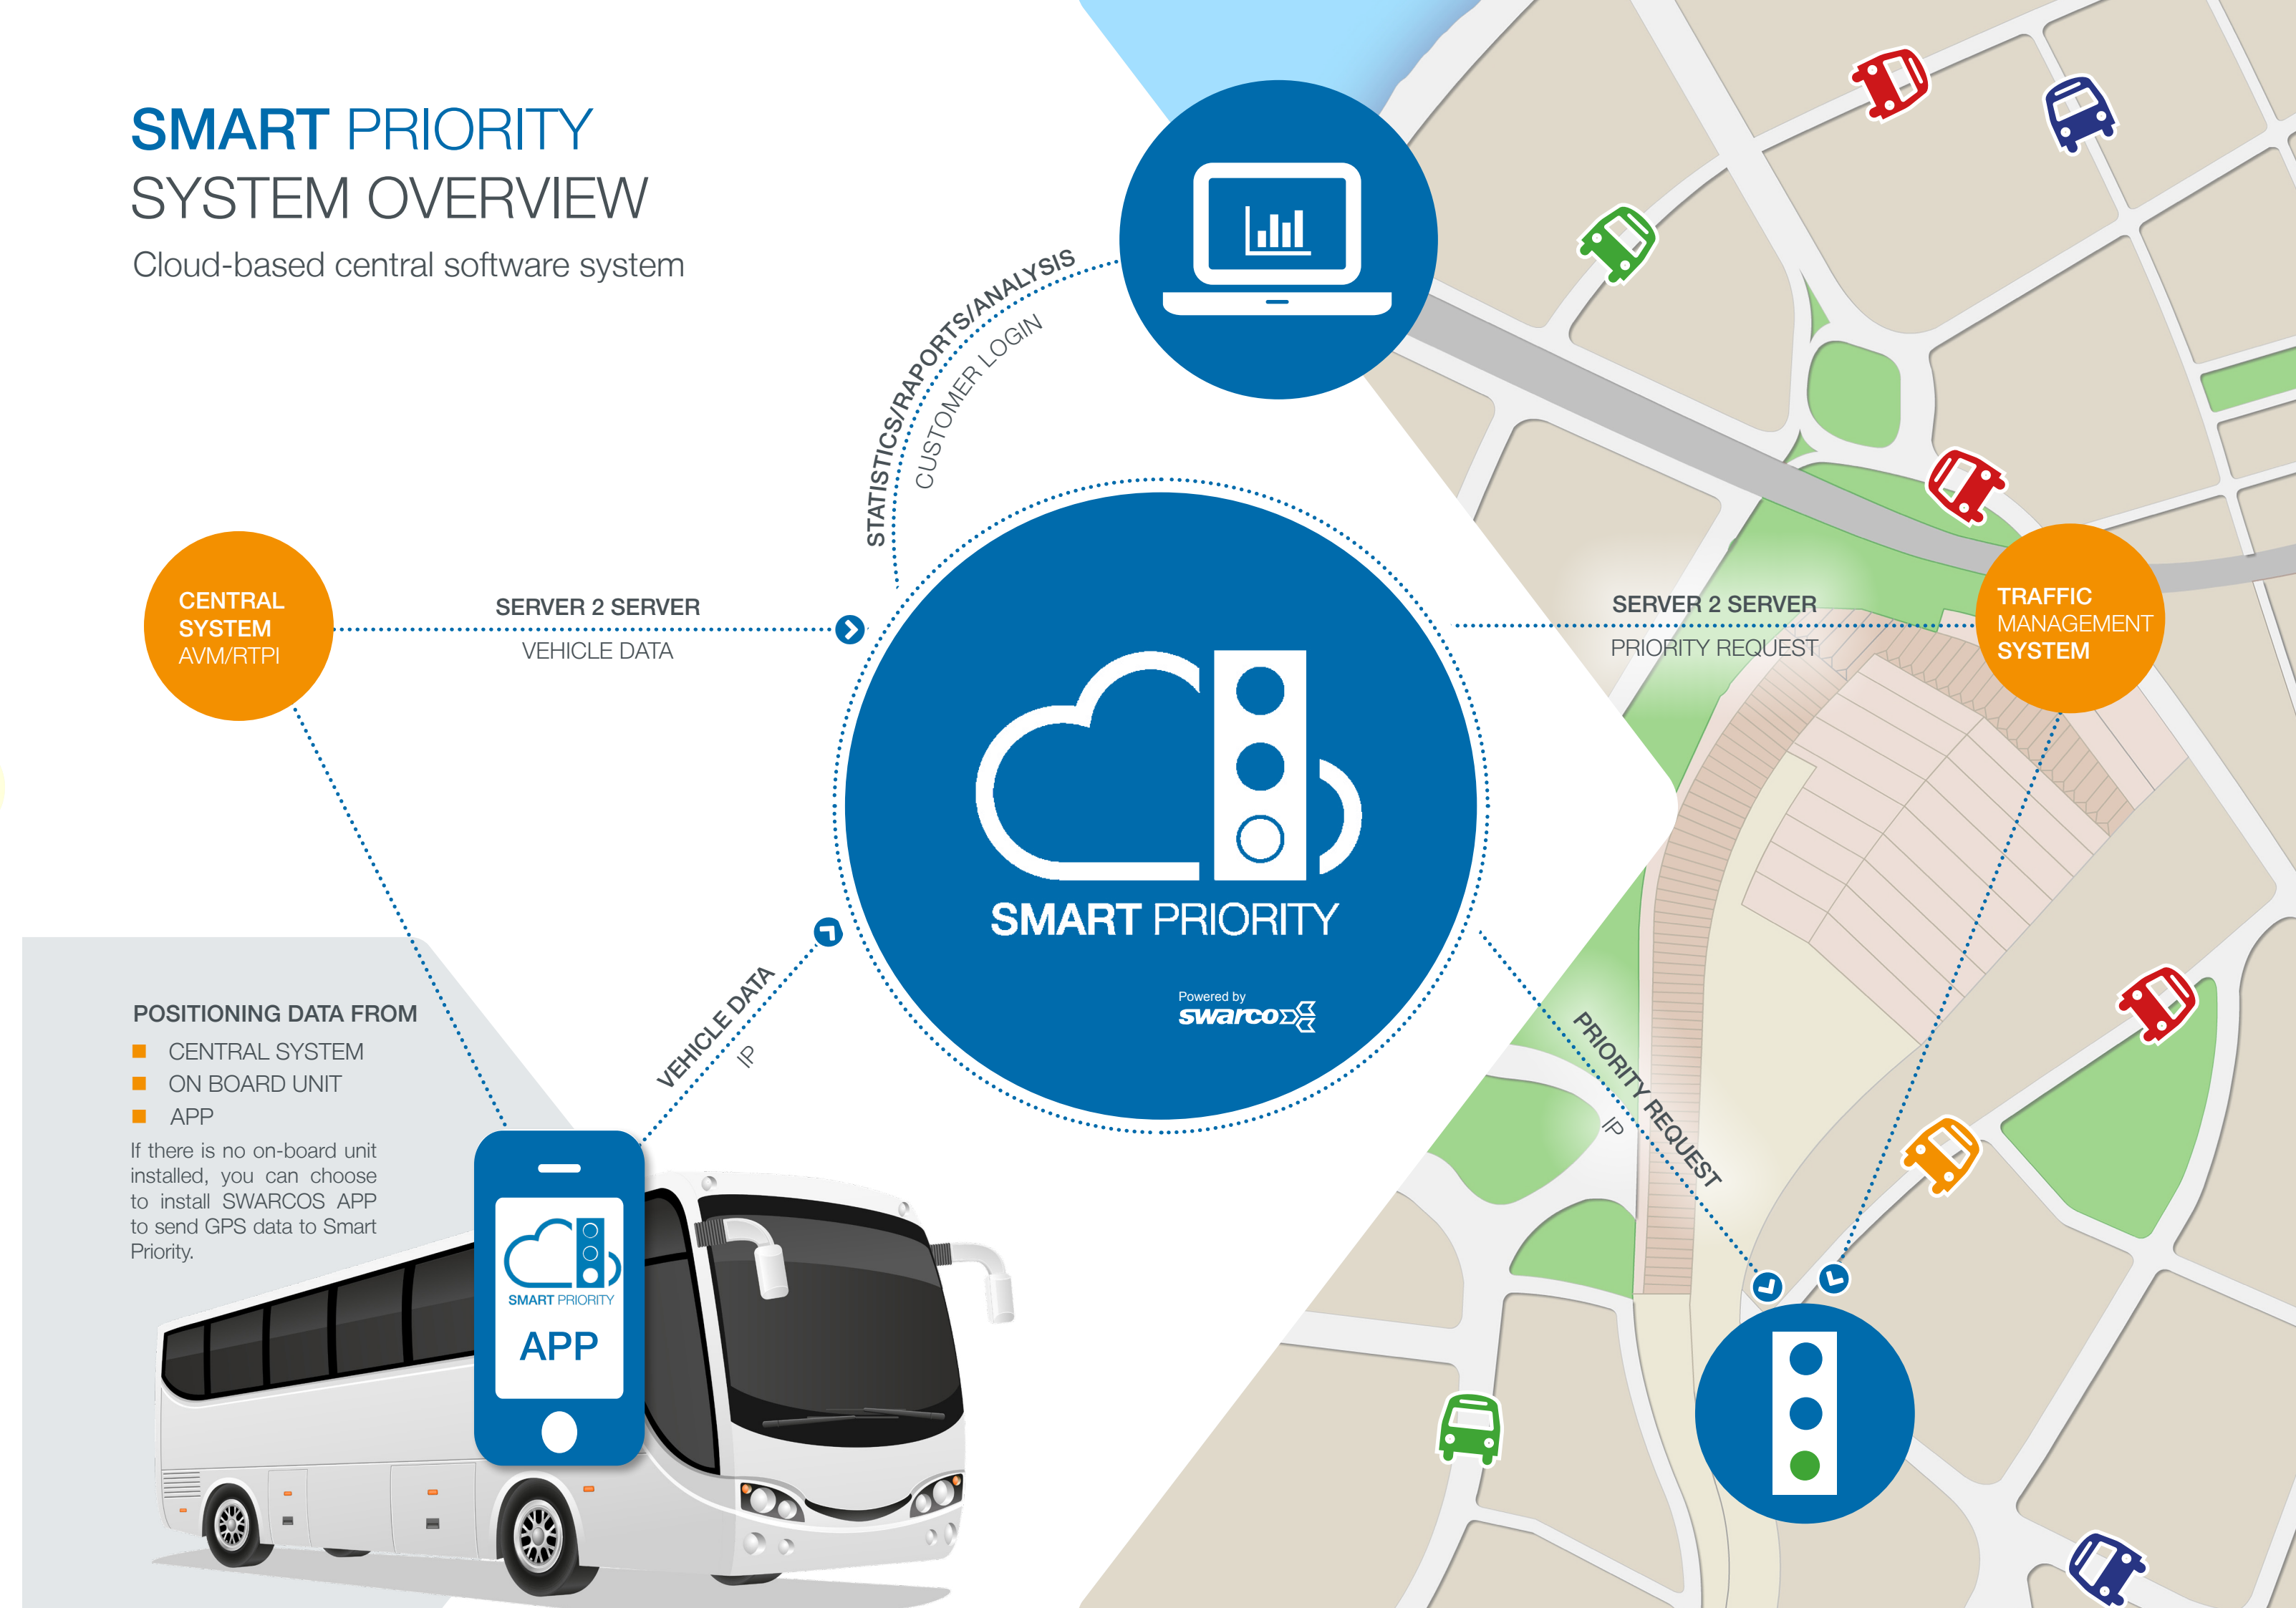 SMART PRIORITY
SYSTEM OVERVIEW
Cloud-based central software system
STATISTICS/RAPORTS/ANALYSIS
CUSTOMER LOGIN
CENTRAL
SYSTEM
AVM/RTPI
SERVER 2 SERVER
VEHICLE DATA
SERVER 2 SERVER
PRIORITY REQUEST
TRAFFIC
MANAGEMENT
SYSTEM
SMART PRIORITY
Powered by
swarco
VEHICLE DATA
IP
PRIORITY REQUEST
IP
POSITIONING DATA FROM
CENTRAL SYSTEM
ON BOARD UNIT
APP
If there is no on-board unit
installed, you can choose
to install SWARCOS APP
to send GPS data to Smart
Priority.
SMART PRIORITY
APP